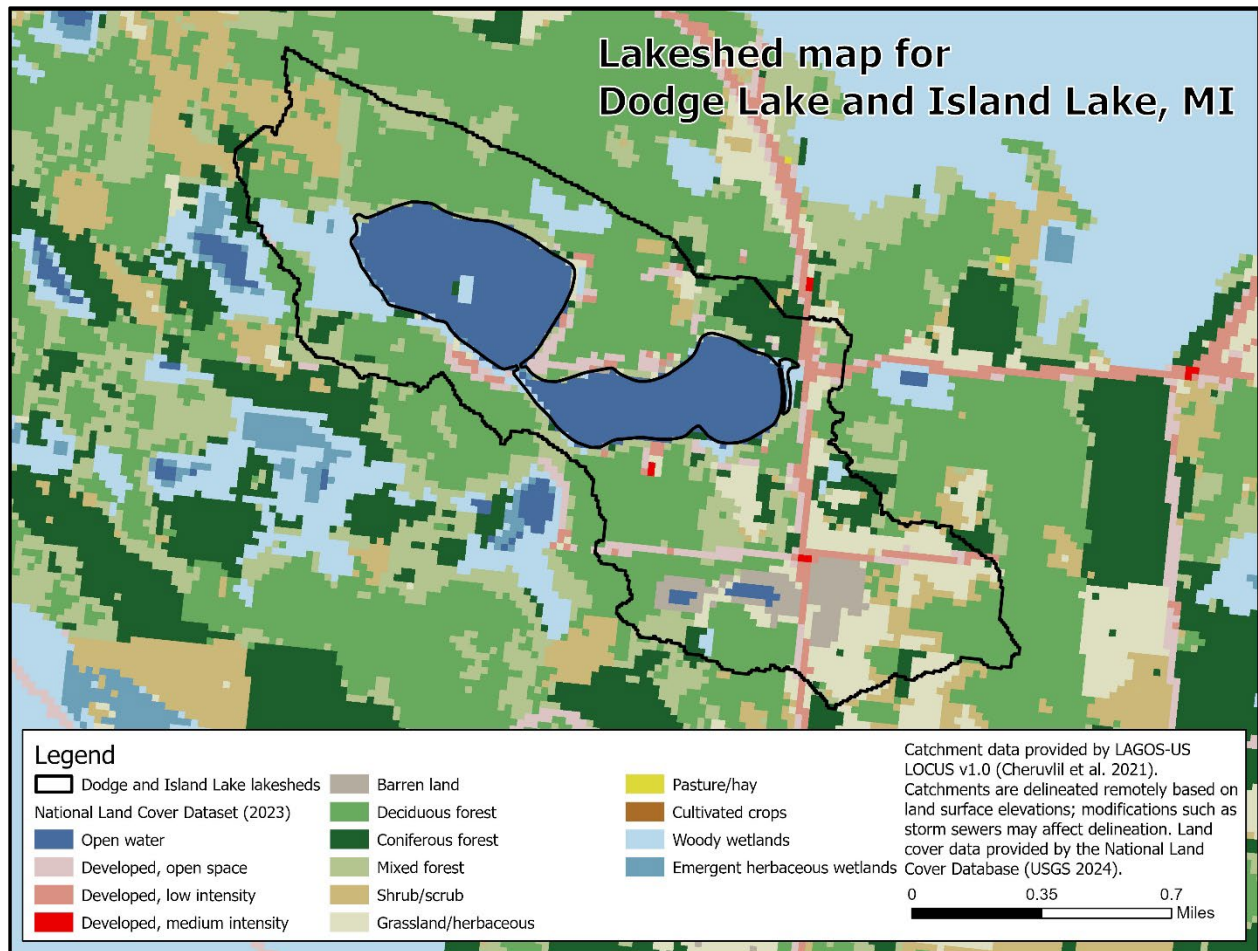 Lakeshed map for
Dodge Lake and Island Lake, MI
Legend
Dodge and Island Lake lakesheds
National Land Cover Dataset (2023)
Open water
Developed, open space
Developed, low intensity
Developed, medium intensity
Barren land
Deciduous forest
Coniferous forest
Mixed forest
Shrub/scrub
Grassland/herbaceous
Pasture/hay
Cultivated crops
Woody wetlands
Emergent herbaceous wetlands
Catchment data provided by LAGOS-US
LOCUS v1.0 (Cheruvlil et al. 2021).
Catchments are delineated remotely based on
land surface elevations; modifications such as
storm sewers may affect delineation. Land
cover data provided by the National Land
Cover Database (USGS 2024).
0 0.35 0.7
Miles